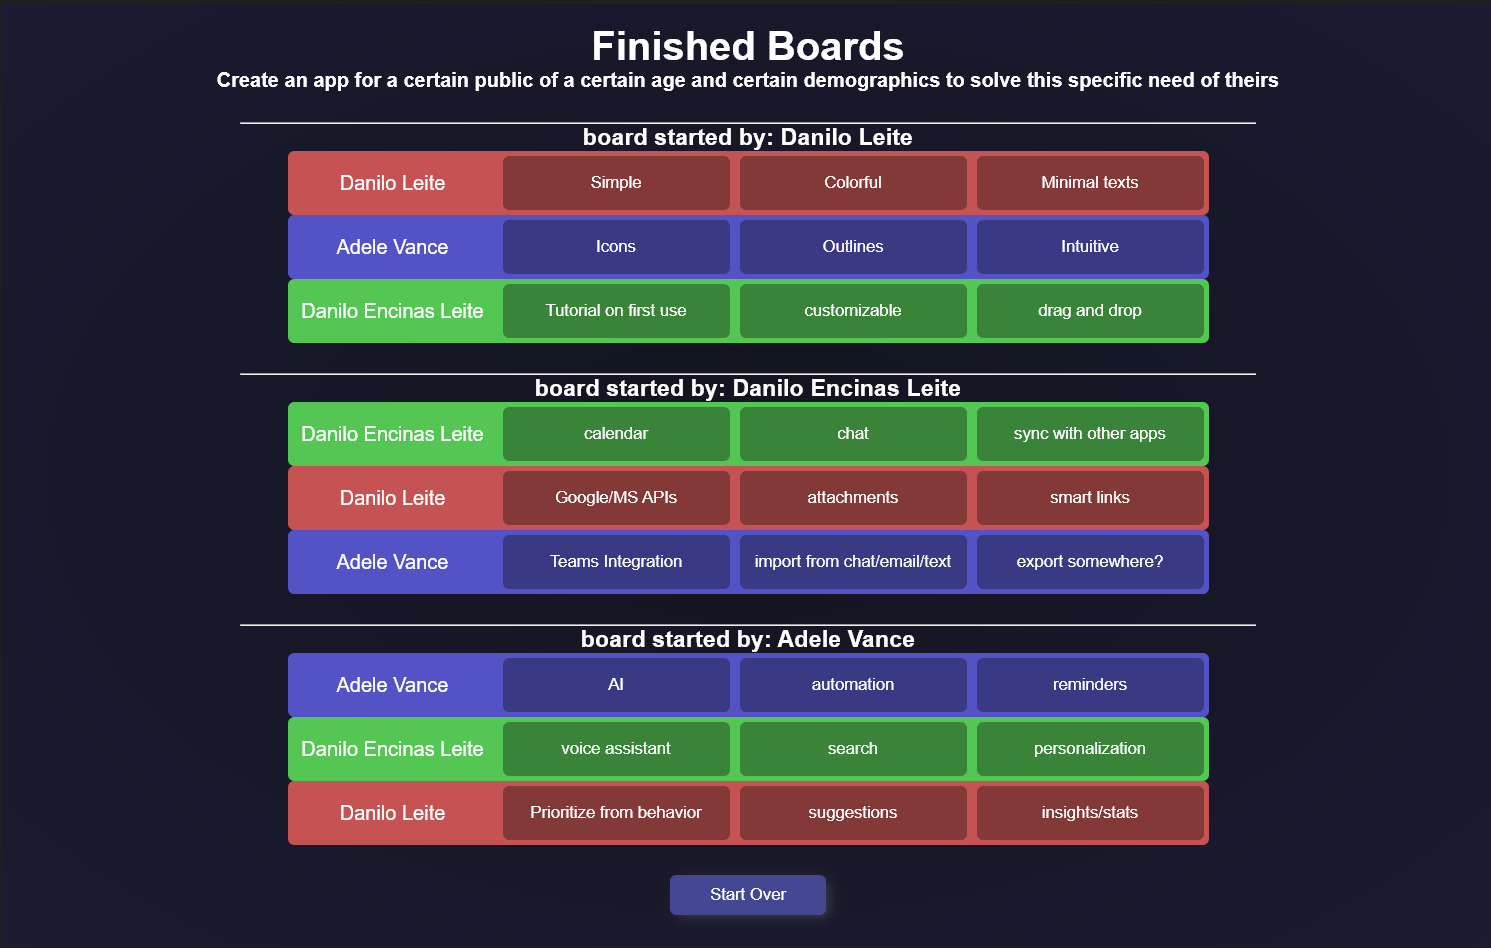 Finished Boards
Create an app for a certain public of a certain age and certain demographics to solve this specific need of theirs
board started by: Danilo Leite
Danilo Leite Simple Colorful Minimal texts
Adele Vance Icons Outlines Intuitive
Danilo Encinas Leite Tutorial on first use customizable drag and drop
board started by: Danilo Encinas Leite
Danilo Encinas Leite calendar chat sync with other apps
Danilo Leite Google/MS APIs attachments smart links
Adele Vance Teams Integration import from chat/email/text export somewhere?
board started by: Adele Vance
Adele Vance AI automation reminders
Danilo Encinas Leite voice assistant search personalization
Danilo Leite Prioritize from behavior suggestions insights/stats
Start Over